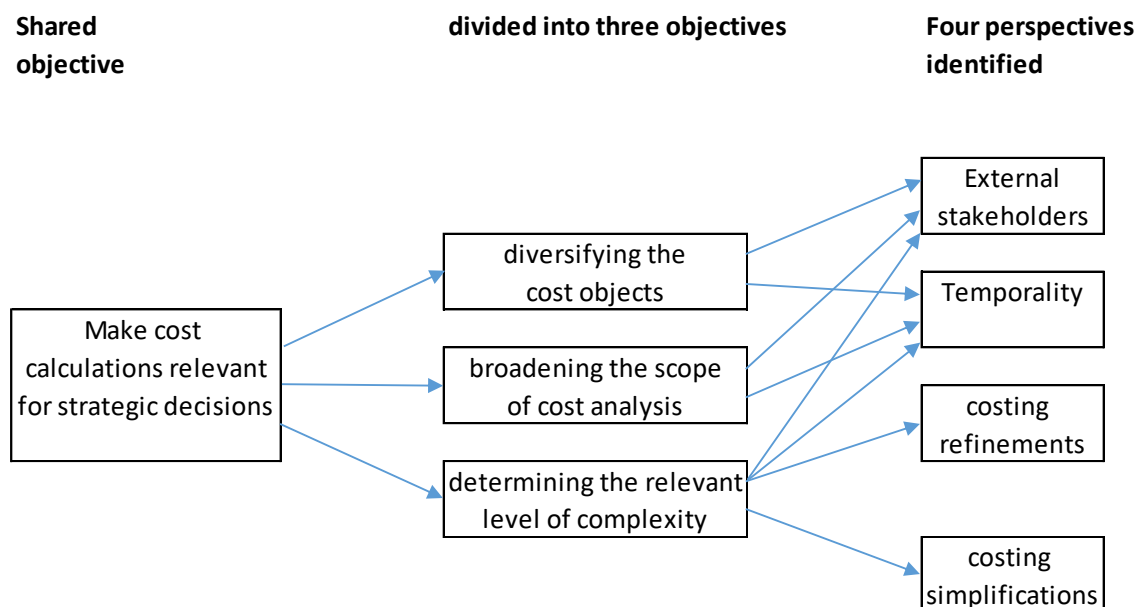 Shared
objective
divided into three objectives
Four perspectives
identified
Make cost
calculations relevant
for strategic decisions
diversifying the
cost objects
broadening the scope
of cost analysis
determining the relevant
level of complexity
External
stakeholders
Temporality
costing
refinements
costing
simplifications